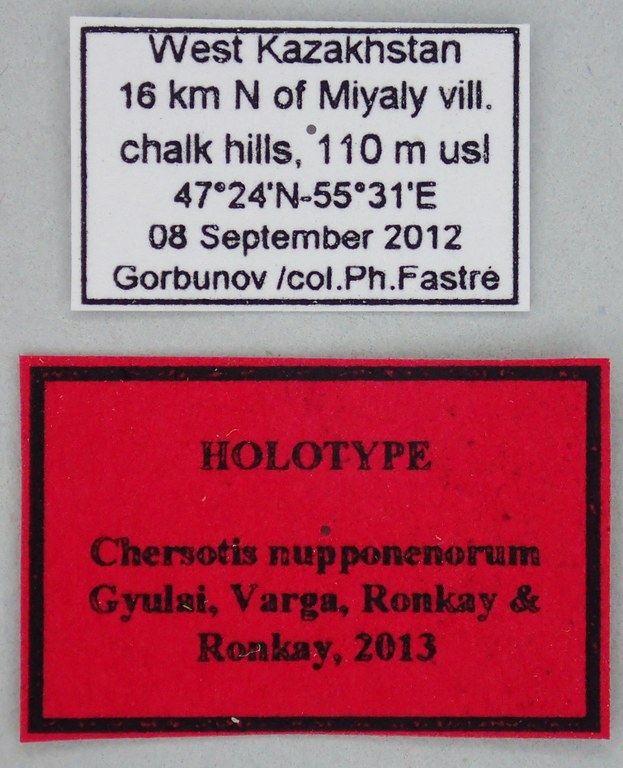 West Kazakhstan
16 km N of Miyaly vill.
chalk hills, 110 m usl
47°24'N-55°31'E
08 September 2012
Gorbunov /col.Ph.Fastré
HOLOTYPE
Chersotis nupponenorum
Gyulai, Varga, Ronkay &
Ronkay, 2013